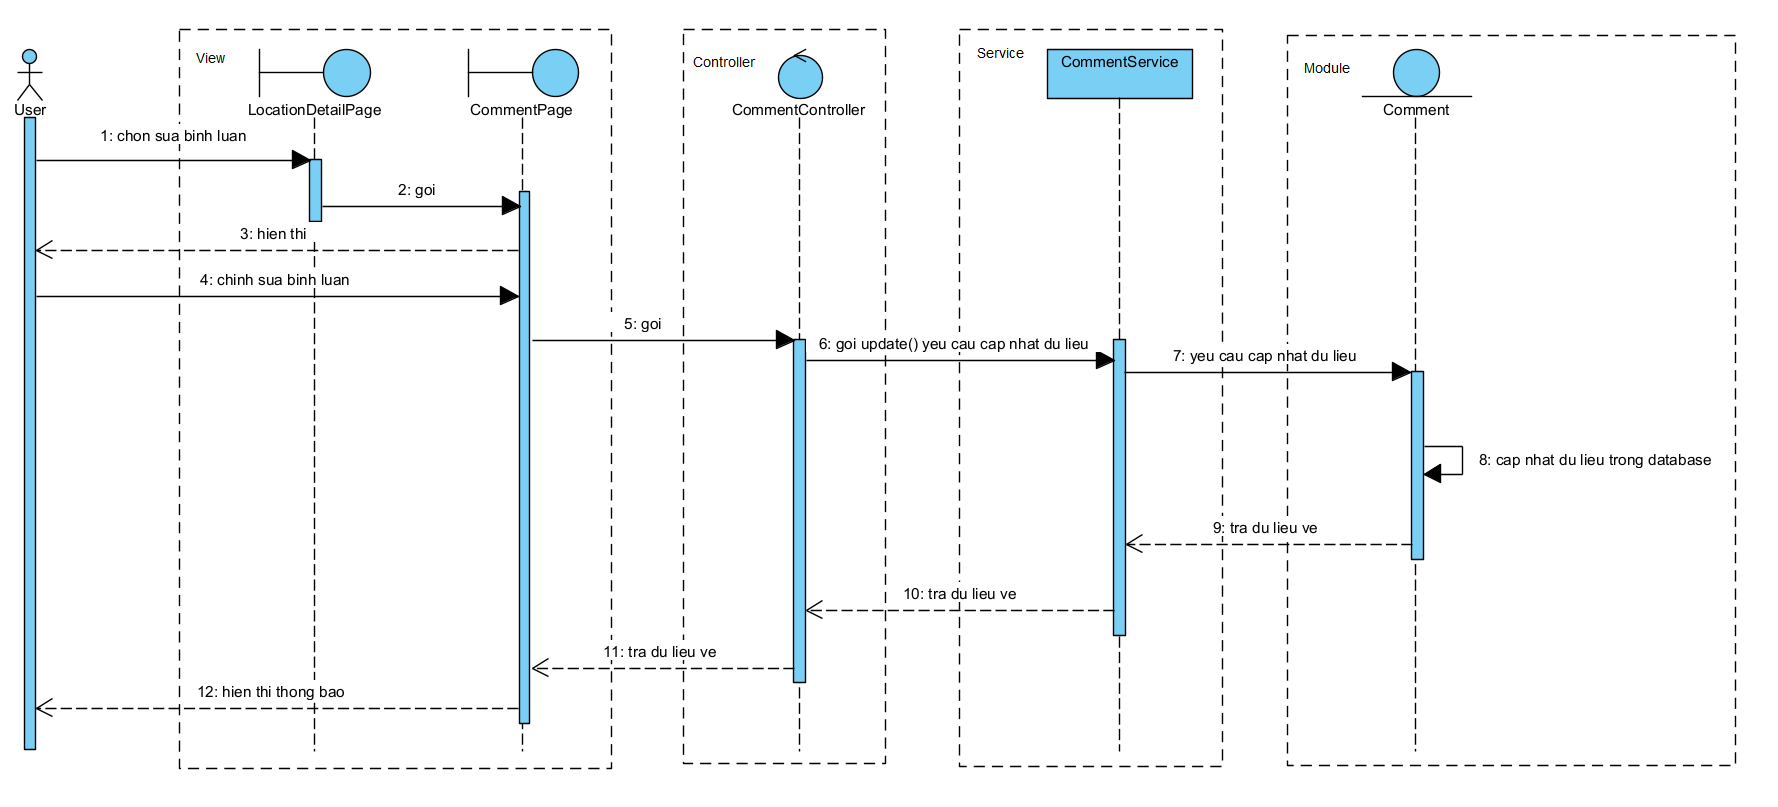 View
Controller
Service
Module
User
LocationDetailPage
CommentPage
CommentController
CommentService
Comment
1: chon sua binh luan
2: goi
3: hien thi
4: chinh sua binh luan
5: goi
6: goi update() yeu cau cap nhat du lieu
7: yeu cau cap nhat du lieu
8: cap nhat du lieu trong database
9: tra du lieu ve
10: tra du lieu ve
11: tra du lieu ve
12: hien thi thong bao